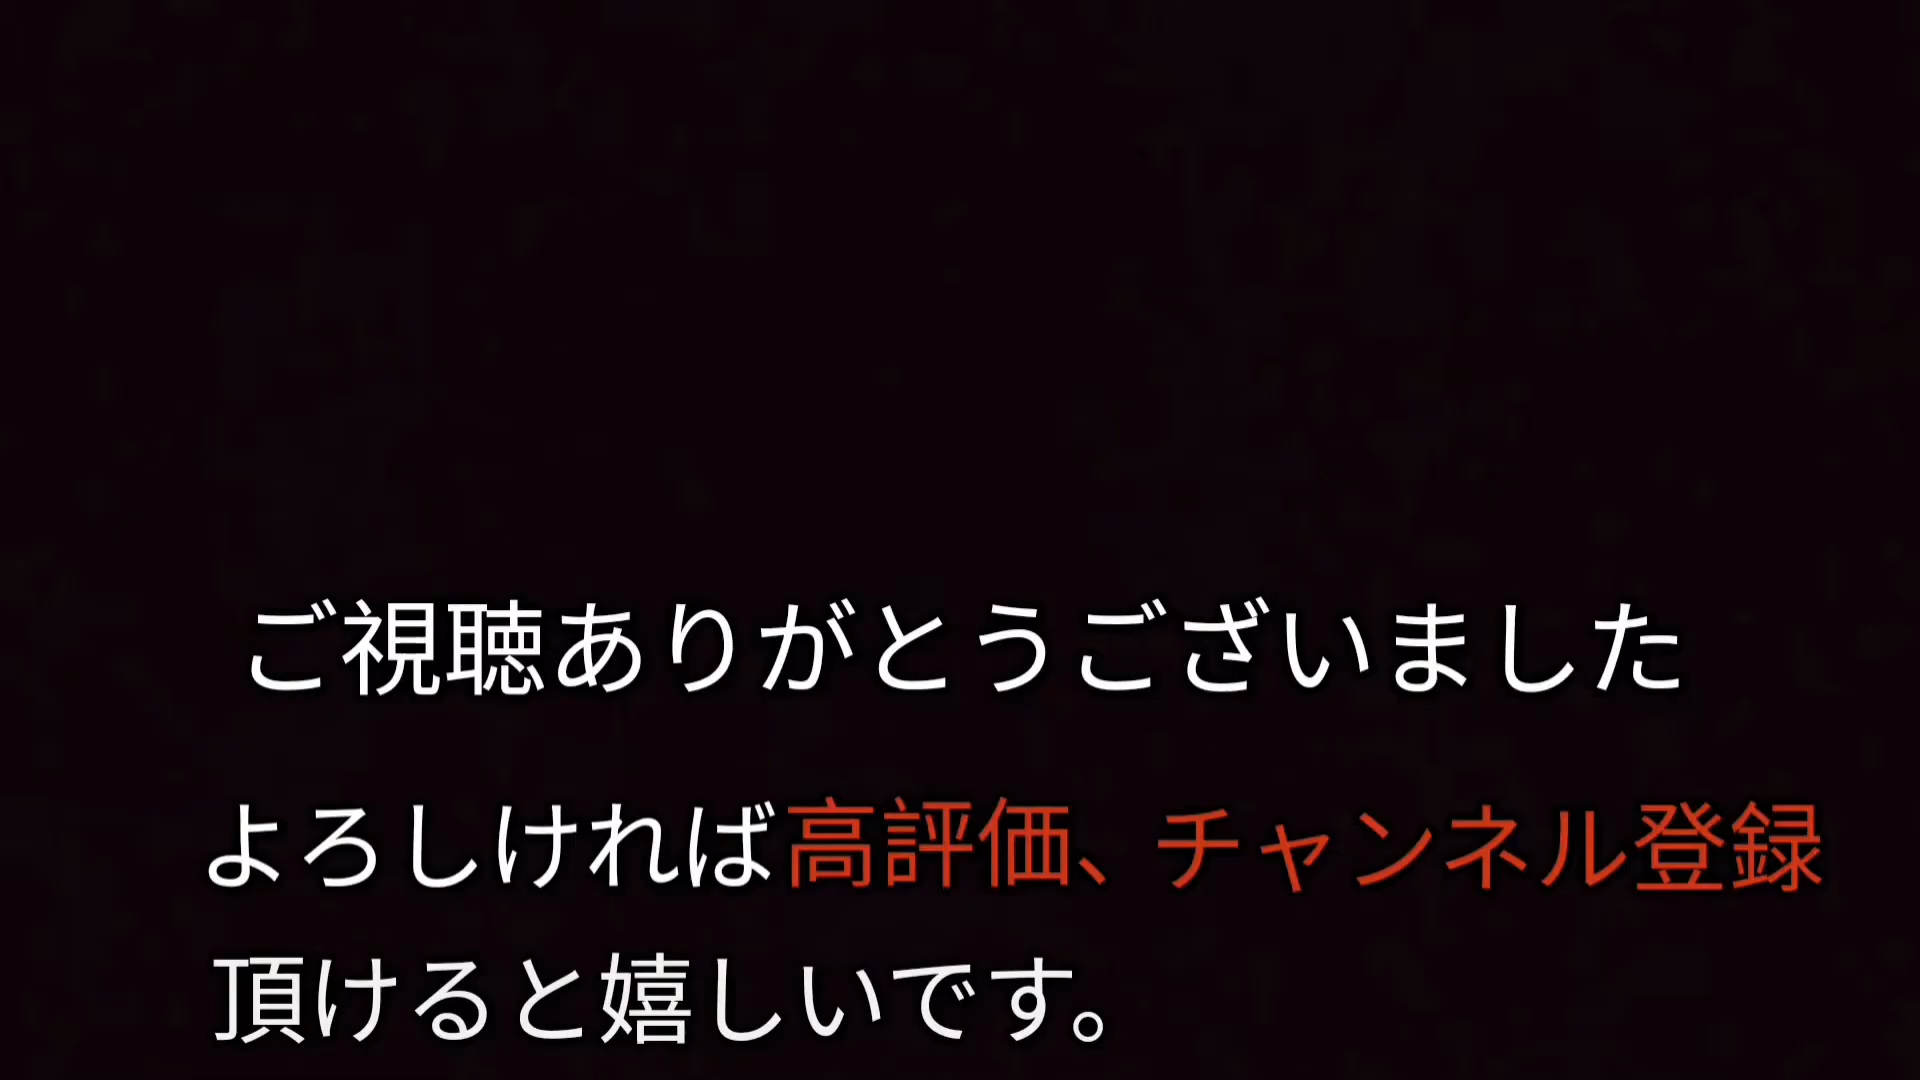 ご視聴ありがとうございました
よろしければ高評価、チャンネル登録
頂けると嬉しいです。